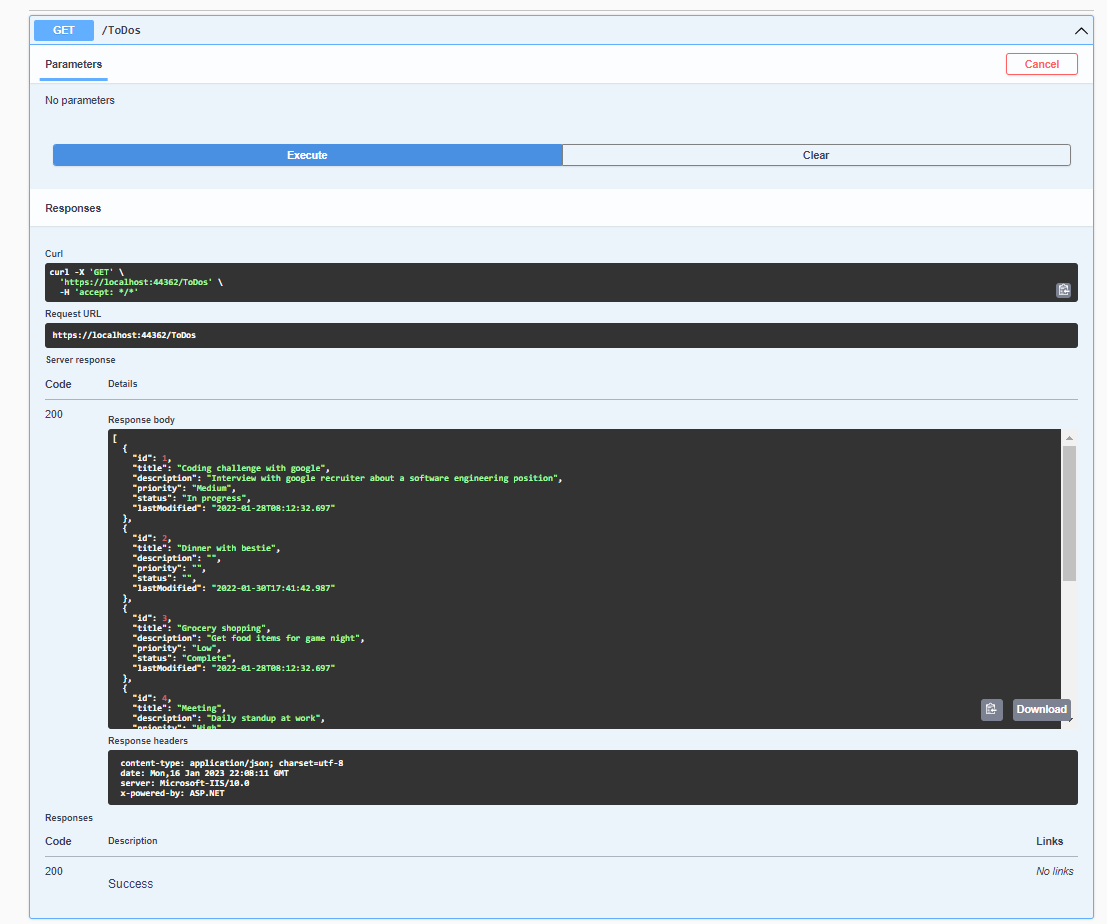 GET /ToDos
Parameters
Cancel
No parameters
Execute
Clear
Responses
Curl
curl -X 'GET' \
'https://localhost:44362/ToDos' \
-H 'accept: */*'
Request URL
https://localhost:44362/ToDos
Server response
Code Details
200
Response body
[
{
"id": 1,
"title": "Coding challenge with google",
"description": "Interview with google recruiter about a software engineering position",
"priority": "Medium",
"status": "In progress",
"lastModified": "2022-01-28T08:12:32.697"
},
{
"id": 2,
"title": "Dinner with bestie",
"description": "",
"priority": "",
"status": "",
"lastModified": "2022-01-30T17:41:42.987"
},
{
"id": 3,
"title": "Grocery shopping",
"description": "Get food items for game night",
"priority": "Low",
"status": "Complete",
"lastModified": "2022-01-28T08:12:32.697"
},
{
"id": 4,
"title": "Meeting",
"description": "Daily standup at work",
"priority": "High"
Download
Response headers
content-type: application/json; charset=utf-8
date: Mon,16 Jan 2023 22:08:11 GMT
server: Microsoft-IIS/10.0
x-powered-by: ASP.NET
Responses
Code Description Links
200
Success
No links